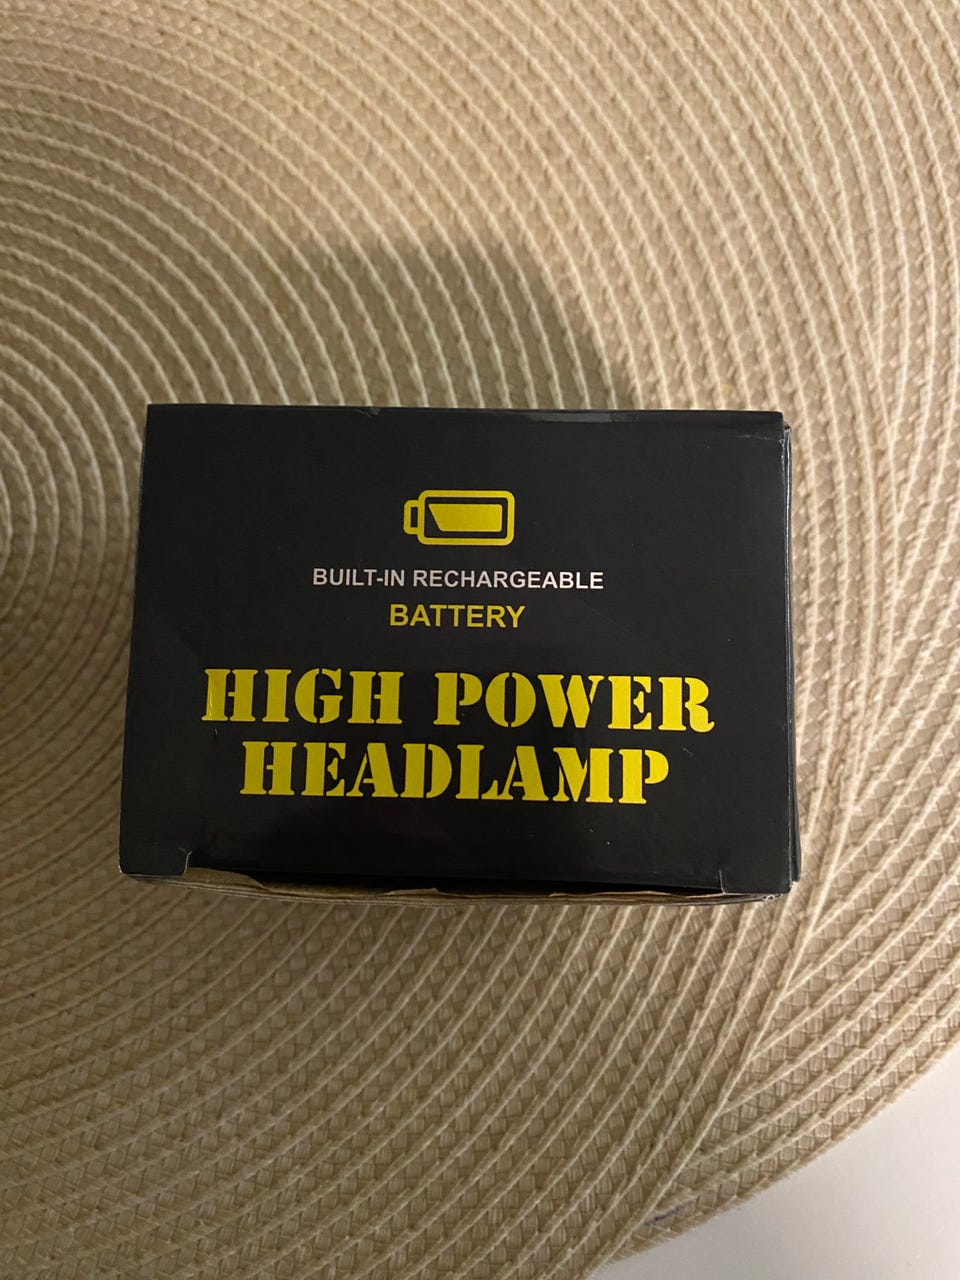 BUILT-IN RECHARGEABLE
BATTERY
HIGH POWER
HEADLAMP